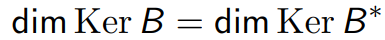 dim Ker B = dim Ker B*